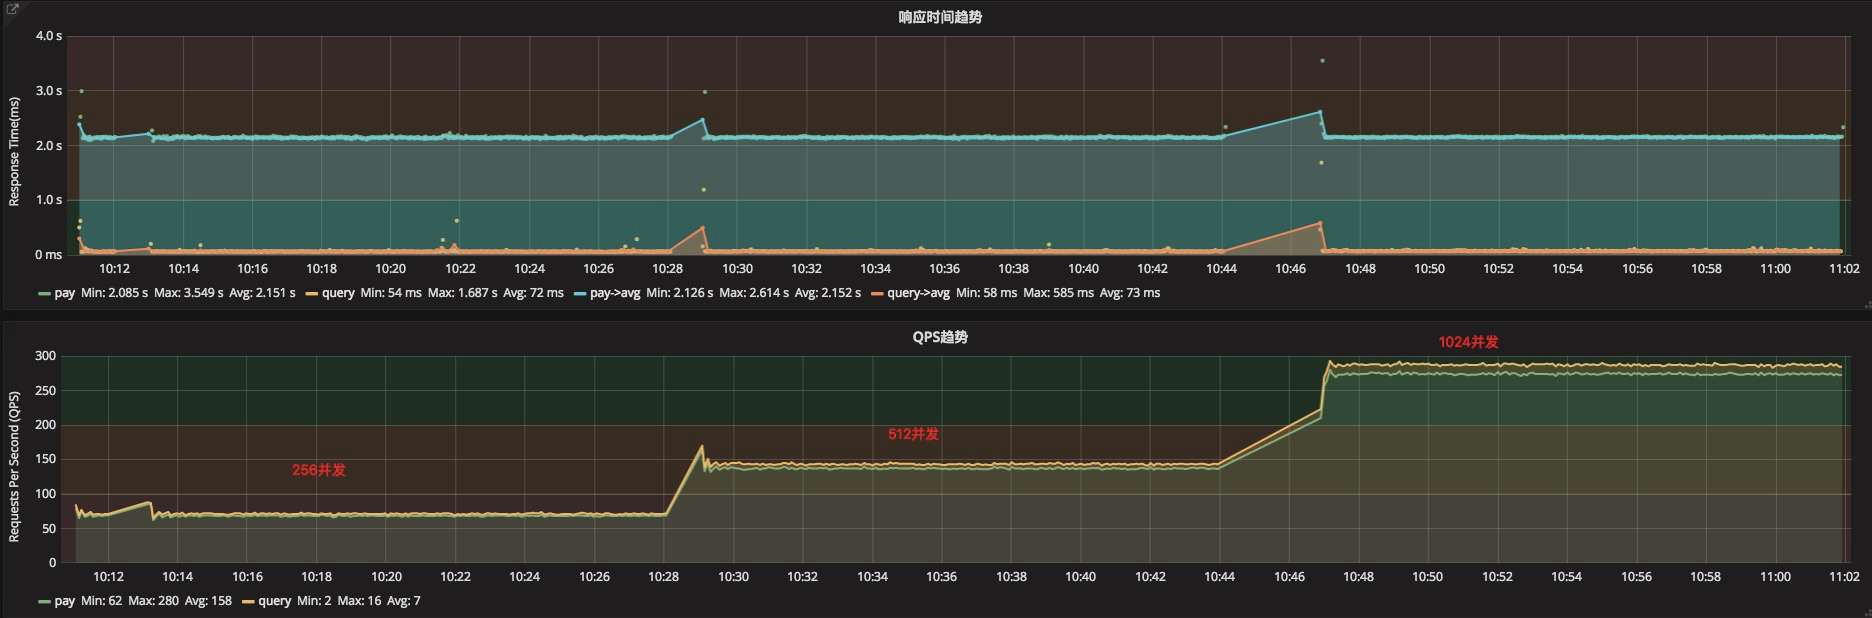 响应时间趋势
4.0 s
3.0 s
2.0 s
1.0 s
0 ms
Response Time(ms)
10:12 10:14 10:16 10:18 10:20 10:22 10:24 10:26 10:28 10:30 10:32 10:34 10:36 10:38 10:40 10:42 10:44 10:46 10:48 10:50 10:52 10:54 10:56 10:58 11:00 11:02
pay Min: 2.085 s Max: 3.549 s Avg: 2.151 s query Min: 54 ms Max: 1.687 s Avg: 72 ms pay->avg Min: 2.126 s Max: 2.614 s Avg: 2.152 s query->avg Min: 58 ms Max: 585 ms Avg: 73 ms
QPS趋势
1024并发
512并发
256并发
300
250
200
150
100
50
0
Requests Per Second (QPS)
10:12 10:14 10:16 10:18 10:20 10:22 10:24 10:26 10:28 10:30 10:32 10:34 10:36 10:38 10:40 10:42 10:44 10:46 10:48 10:50 10:52 10:54 10:56 10:58 11:00 11:02
pay Min: 62 Max: 280 Avg: 158 query Min: 2 Max: 16 Avg: 7